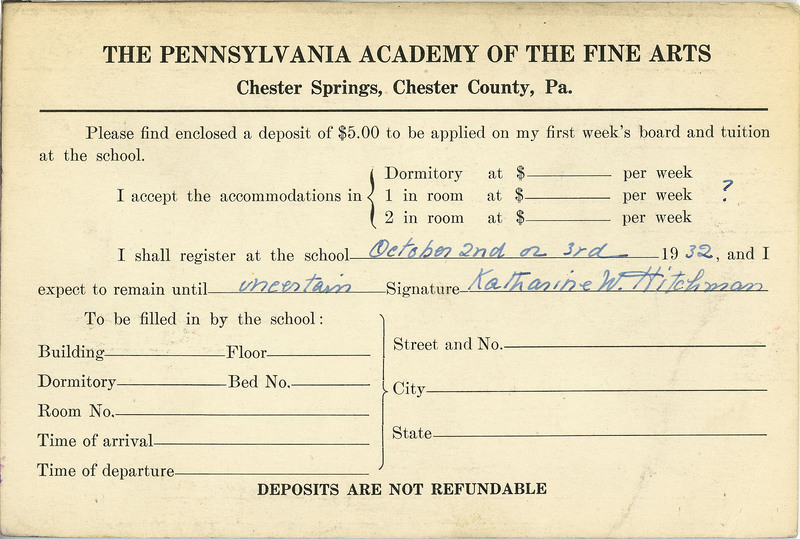 THE PENNSYLVANIA ACADEMY OF THE FINE ARTS
Chester Springs, Chester County, Pa.
Please find enclosed a deposit of $5.00 to be applied on my first week's board and tuition
at the school.
I accept the accommodations in
Dormitory at $ per week
1 in room at $ per week
2 in room at $ per week
?
I shall register at the school October 2nd or 3rd 1932, and I
expect to remain until uncertain Signature Katharine W. Hitchman
To be filled in by the school:
Building Floor
Dormitory Bed No.
Room No.
Time of arrival
Time of departure
Street and No.
City
State
DEPOSITS ARE NOT REFUNDABLE